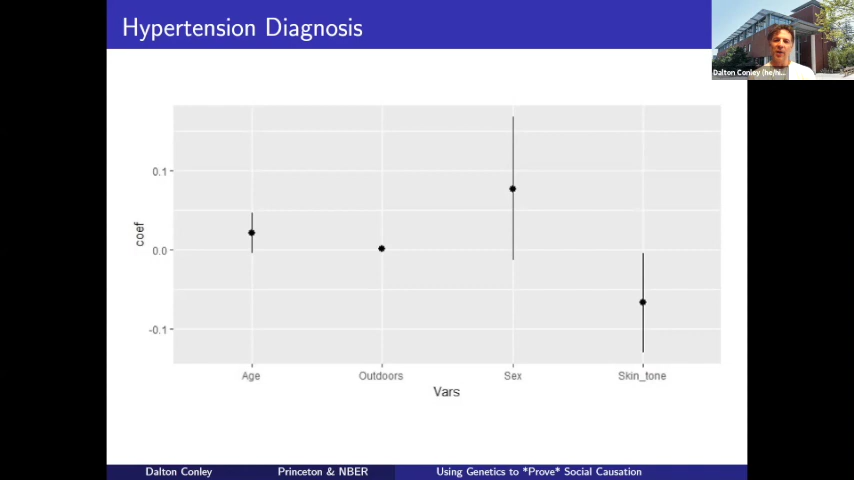 Hypertension Diagnosis
Dalton Conley (he/hi...
0.1
0.0
-0.1
coef
Age
Outdoors
Sex
Skin_tone
Vars
Dalton Conley
Princeton & NBER
Using Genetics to *Prove* Social Causation